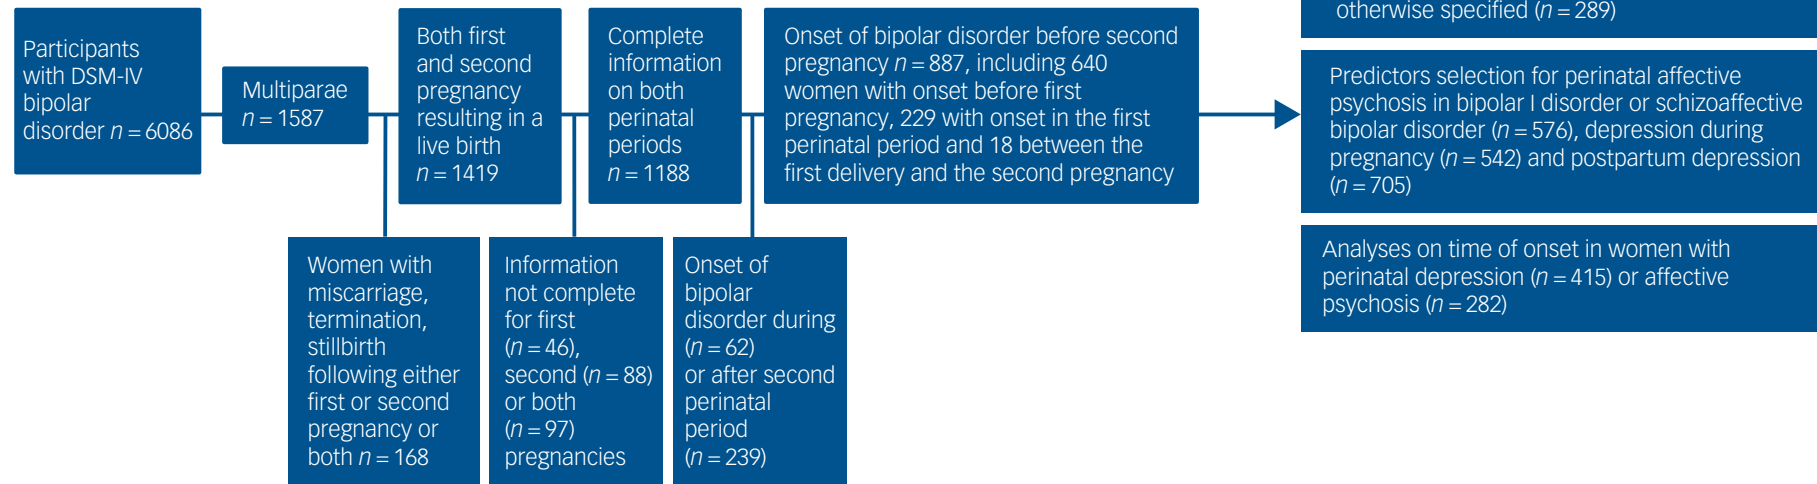 Participants
with DSM-IV
bipolar
disorder n = 6086
Multiparae
n = 1587
Both first
and second
pregnancy
resulting in a
live birth
n = 1419
Complete
information
on both
perinatal
periods
n = 1188
Onset of bipolar disorder before second
pregnancy n = 887, including 640
women with onset before first
pregnancy, 229 with onset in the first
perinatal period and 18 between the
first delivery and the second pregnancy
Women with
miscarriage,
termination,
stillbirth
following either
first or second
pregnancy or
both n = 168
Information
not complete
for first
(n = 46),
second (n = 88)
or both
(n = 97)
pregnancies
Onset of
bipolar
disorder during
(n = 62)
or after second
perinatal
period
(n = 239)
otherwise specified (n = 289)
Predictors selection for perinatal affective
psychosis in bipolar I disorder or schizoaffective
bipolar disorder (n = 576), depression during
pregnancy (n = 542) and postpartum depression
(n = 705)
Analyses on time of onset in women with
perinatal depression (n = 415) or affective
psychosis (n = 282)